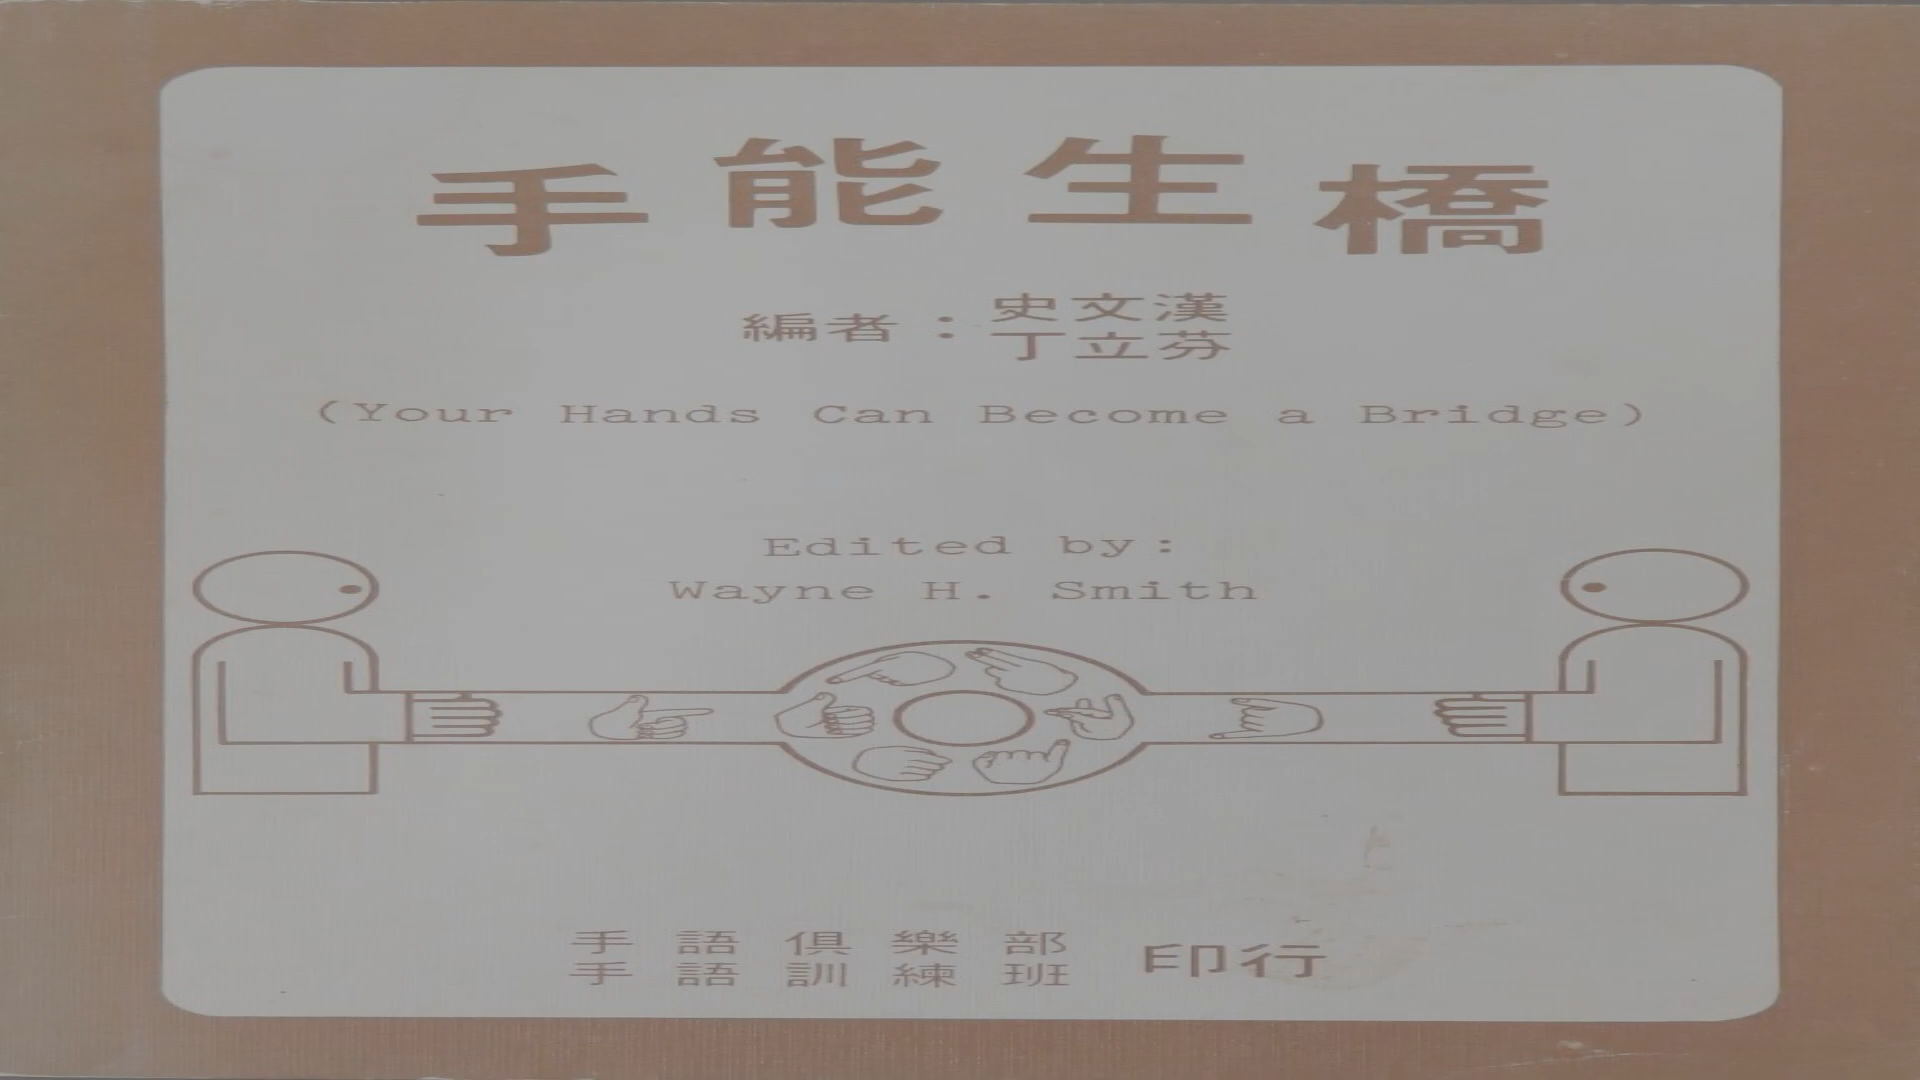 手能生橋
編者：史文漢
丁立芬
(Your Hands Can Become a Bridge)
Edited by:
Wayne H. Smith
手語俱樂部
手語訓練班 印行